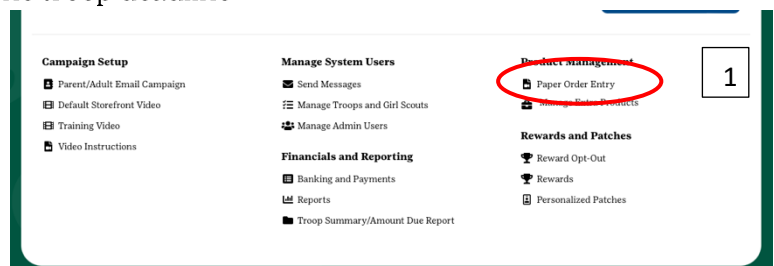 Campaign Setup
Parent/Adult Email Campaign
Default Storefront Video
Training Video
Video Instructions
Manage System Users
Send Messages
Manage Troops and Girl Scouts
Manage Admin Users
Financials and Reporting
Banking and Payments
Reports
Troop Summary/Amount Due Report
Product Management
Paper Order Entry
Manage Extra Products
Rewards and Patches
Reward Opt-Out
Rewards
Personalized Patches
1